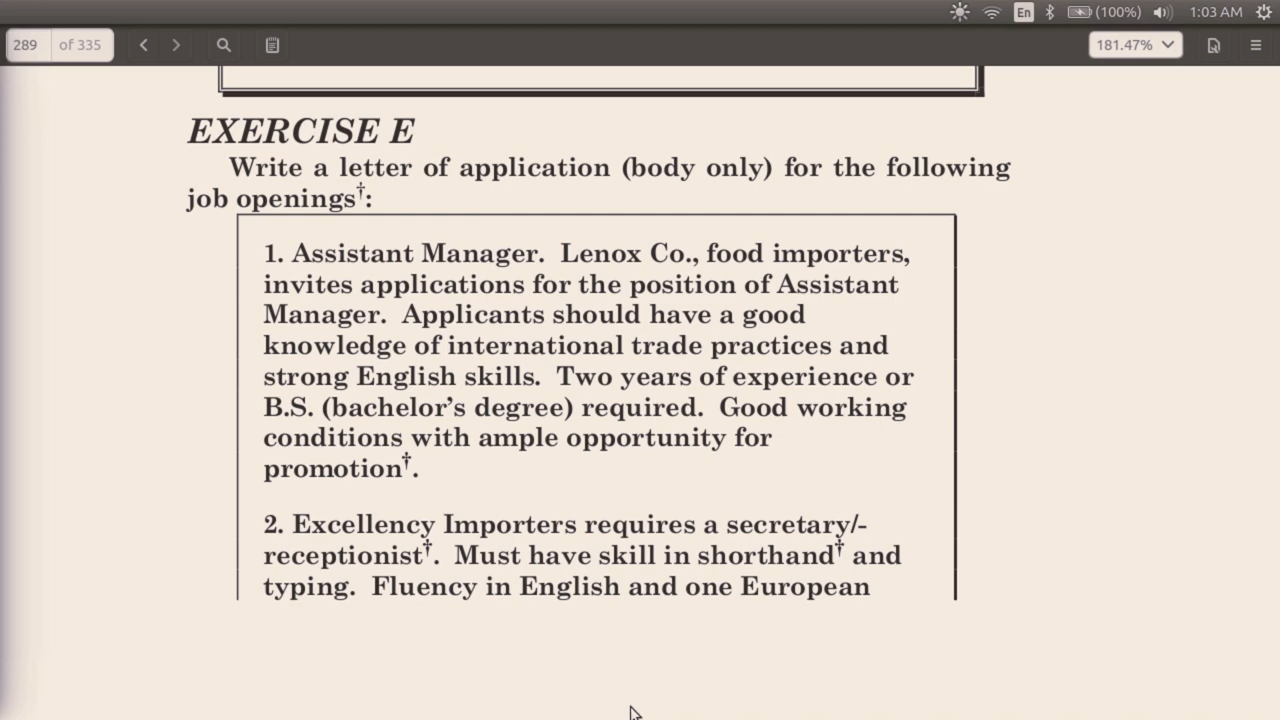 En (100%) 1:03 AM
289 of 335 181.47%
EXERCISE E
Write a letter of application (body only) for the following
job openings†:
1. Assistant Manager. Lenox Co., food importers,
invites applications for the position of Assistant
Manager. Applicants should have a good
knowledge of international trade practices and
strong English skills. Two years of experience or
B.S. (bachelor's degree) required. Good working
conditions with ample opportunity for
promotion†.
2. Excellency Importers requires a secretary/-
receptionist†. Must have skill in shorthand† and
typing. Fluency in English and one European